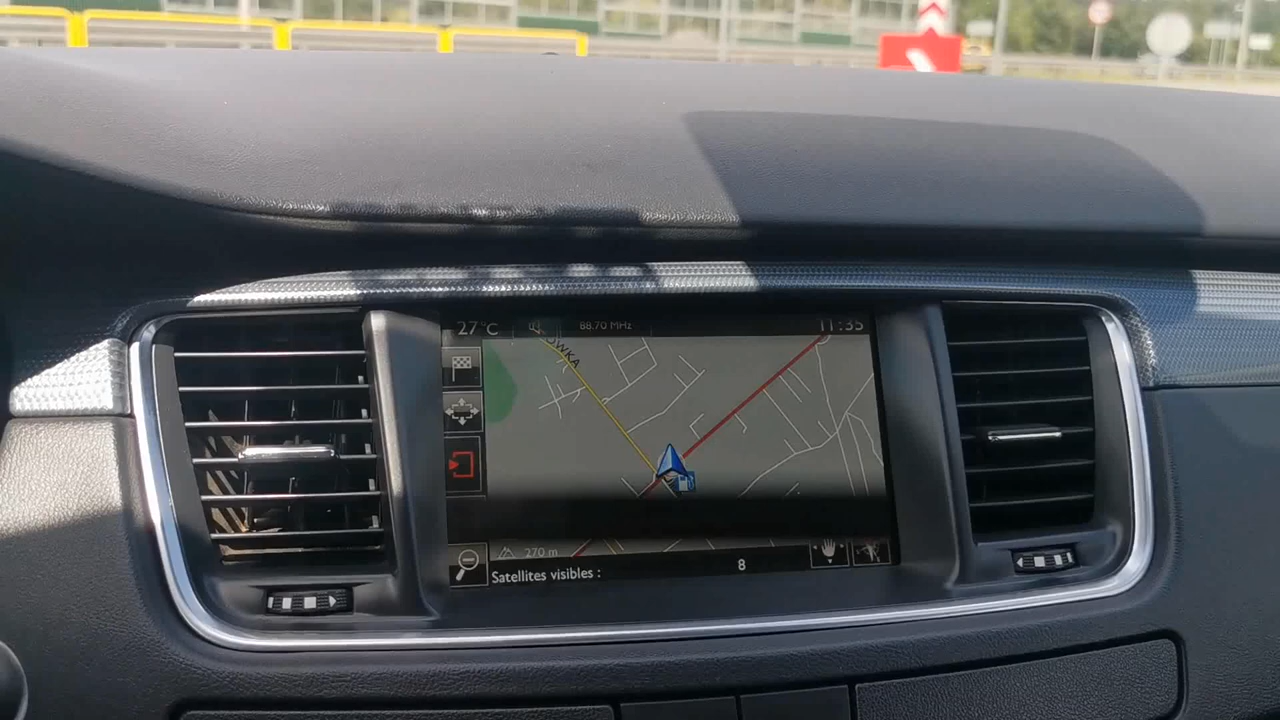 27°C
88.70 MHz
11:35
OWKA
270 m
Satellites visibles :
8